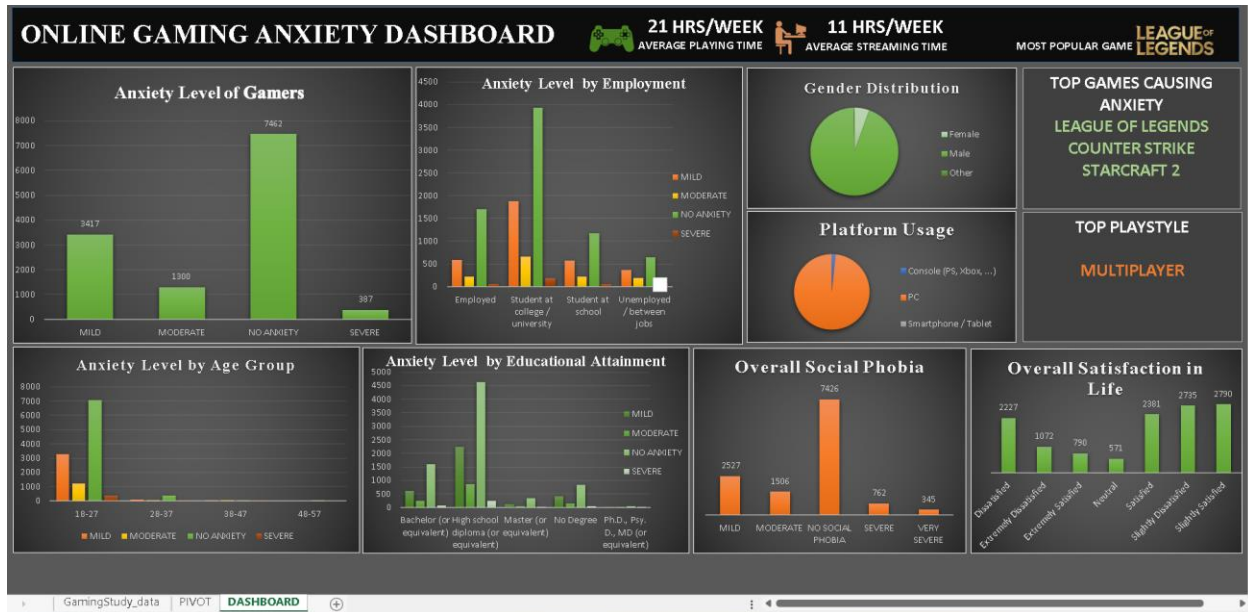 ONLINE GAMING ANXIETY DASHBOARD
21 HRS/WEEK
AVERAGE PLAYING TIME
11 HRS/WEEK
AVERAGE STREAMING TIME
MOST POPULAR GAME
LEAGUE OF
LEGENDS
Anxiety Level of Gamers
8000
7000
6000
5000
4000
3000
2000
1000
0
3417
1300
7462
387
MILD
MODERATE
NO ANXIETY
SEVERE
Anxiety Level by Employment
4500
4000
3500
3000
2500
2000
1500
1000
500
0
Employed
Student at
college /
university
Student at
school
Unemployed
/ between
jobs
MILD
MODERATE
NO ANXIETY
SEVERE
Gender Distribution
Female
Male
Other
TOP GAMES CAUSING
ANXIETY
LEAGUE OF LEGENDS
COUNTER STRIKE
STARCRAFT 2
Platform Usage
Console (PS, Xbox, ...)
PC
Smartphone / Tablet
TOP PLAYSTYLE
MULTIPLAYER
Anxiety Level by Age Group
8000
7000
6000
5000
4000
3000
2000
1000
0
18-27
28-37
38-47
48-57
MILD
MODERATE
NO ANXIETY
SEVERE
Anxiety Level by Educational Attainment
5000
4500
4000
3500
3000
2500
2000
1500
1000
500
0
Bachelor (or
equivalent)
High school
diploma (or
equivalent)
Master (or
equivalent)
No Degree
Ph.D., Psy.
D., MD (or
equivalent)
MILD
MODERATE
NO ANXIETY
SEVERE
Overall Social Phobia
2527
1506
7426
762
345
MILD
MODERATE
NO SOCIAL
PHOBIA
SEVERE
VERY
SEVERE
Overall Satisfaction in
Life
2227
1072
790
571
2381
2735
2790
Dissatisfied
Extremely Dissatisfied
Extremely Satisfied
Neutral
Satisfied
Slightly Dissatisfied
Slightly Satisfied
GamingStudy_data
PIVOT
DASHBOARD